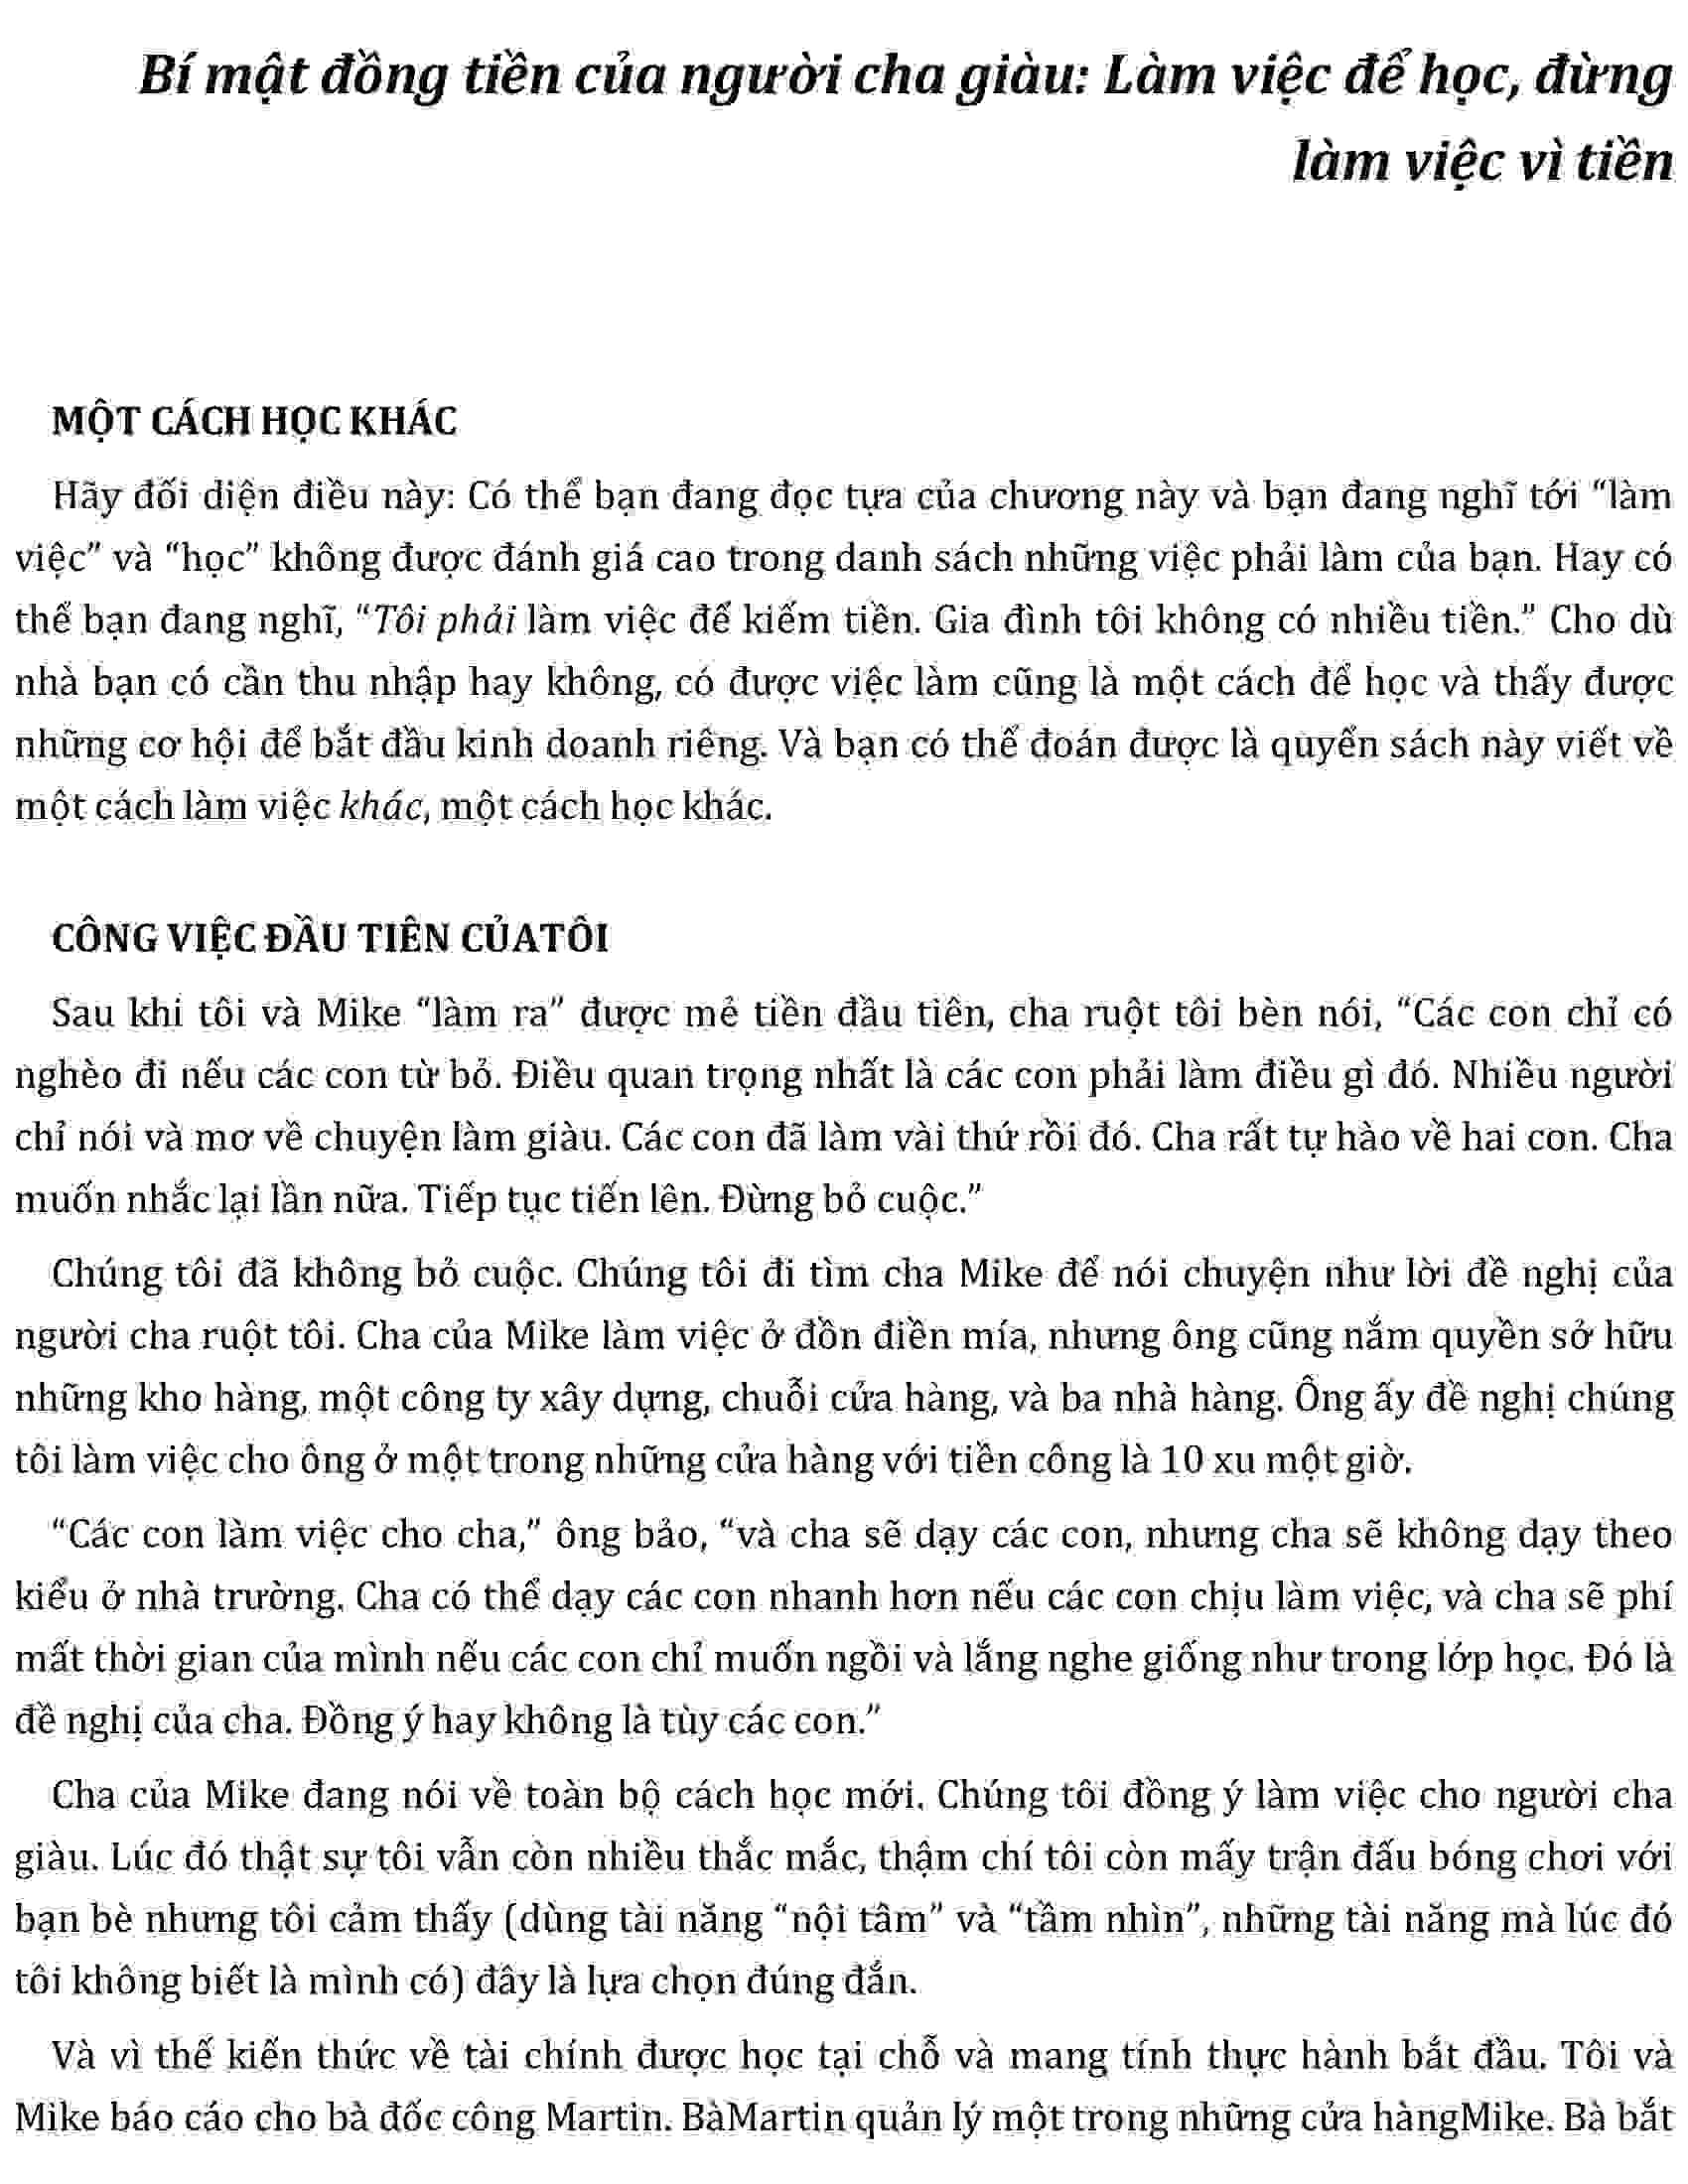 Bí mật đồng tiền của người cha giàu: Làm việc để học, đừng
làm việc vì tiền
MỘT CÁCH HỌC KHÁC
Hãy đối diện điều này: Có thể bạn đang đọc tựa của chương này và bạn đang nghĩ tới “làm
việc” và “học” không được đánh giá cao trong danh sách những việc phải làm của bạn. Hay có
thể bạn đang nghĩ, “Tôi phải làm việc để kiếm tiền. Gia đình tôi không có nhiều tiền.” Cho dù
nhà bạn có cần thu nhập hay không, có được việc làm cũng là một cách để học và thấy được
những cơ hội để bắt đầu kinh doanh riêng. Và bạn có thể đoán được là quyển sách này viết về
một cách làm việc khác, một cách học khác.
CÔNG VIỆC ĐẦU TIÊN CỦATÔI
Sau khi tôi và Mike “làm ra” được mẻ tiền đầu tiên, cha ruột tôi bèn nói, “Các con chỉ có
nghèo đi nếu các con từ bỏ. Điều quan trọng nhất là các con phải làm điều gì đó. Nhiều người
chỉ nói và mơ về chuyện làm giàu. Các con đã làm vài thứ rồi đó. Cha rất tự hào về hai con. Cha
muốn nhắc lại lần nữa. Tiếp tục tiến lên. Đừng bỏ cuộc.”
Chúng tôi đã không bỏ cuộc. Chúng tôi đi tìm cha Mike để nói chuyện như lời đề nghị của
người cha ruột tôi. Cha của Mike làm việc ở đồn điền mía, nhưng ông cũng nắm quyền sở hữu
những kho hàng, một công ty xây dựng, chuỗi cửa hàng, và ba nhà hàng. Ông ấy đề nghị chúng
tôi làm việc cho ông ở một trong những cửa hàng với tiền công là 10 xu một giờ.
“Các con làm việc cho cha,” ông bảo, “và cha sẽ dạy các con, nhưng cha sẽ không dạy theo
kiểu ở nhà trường. Cha có thể dạy các con nhanh hơn nếu các con chịu làm việc, và cha sẽ phí
mất thời gian của mình nếu các con chỉ muốn ngồi và lắng nghe giống như trong lớp học. Đó là
đề nghị của cha. Đồng ý hay không là tùy các con.”
Cha của Mike đang nói về toàn bộ cách học mới. Chúng tôi đồng ý làm việc cho người cha
giàu. Lúc đó thật sự tôi vẫn còn nhiều thắc mắc, thậm chí tôi còn mấy trận đấu bóng chơi với
bạn bè nhưng tôi cảm thấy (dùng tài năng “nội tâm” và “tầm nhìn”, những tài năng mà lúc đó
tôi không biết là mình có) đây là lựa chọn đúng đắn.
Và vì thế kiến thức về tài chính được học tại chỗ và mang tính thực hành bắt đầu. Tôi và
Mike báo cáo cho bà đốc công Martin. BàMartin quản lý một trong những cửa hàngMike. Bà bắt